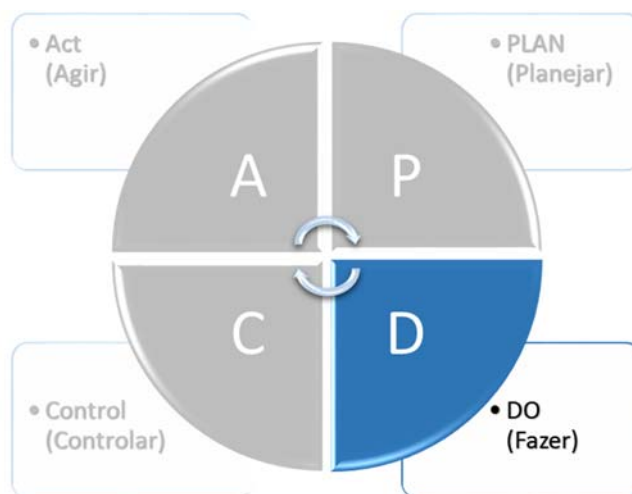 • Act
(Agir)
• PLAN
(Planejar)
A
P
C
D
• Control
(Controlar)
• DO
(Fazer)